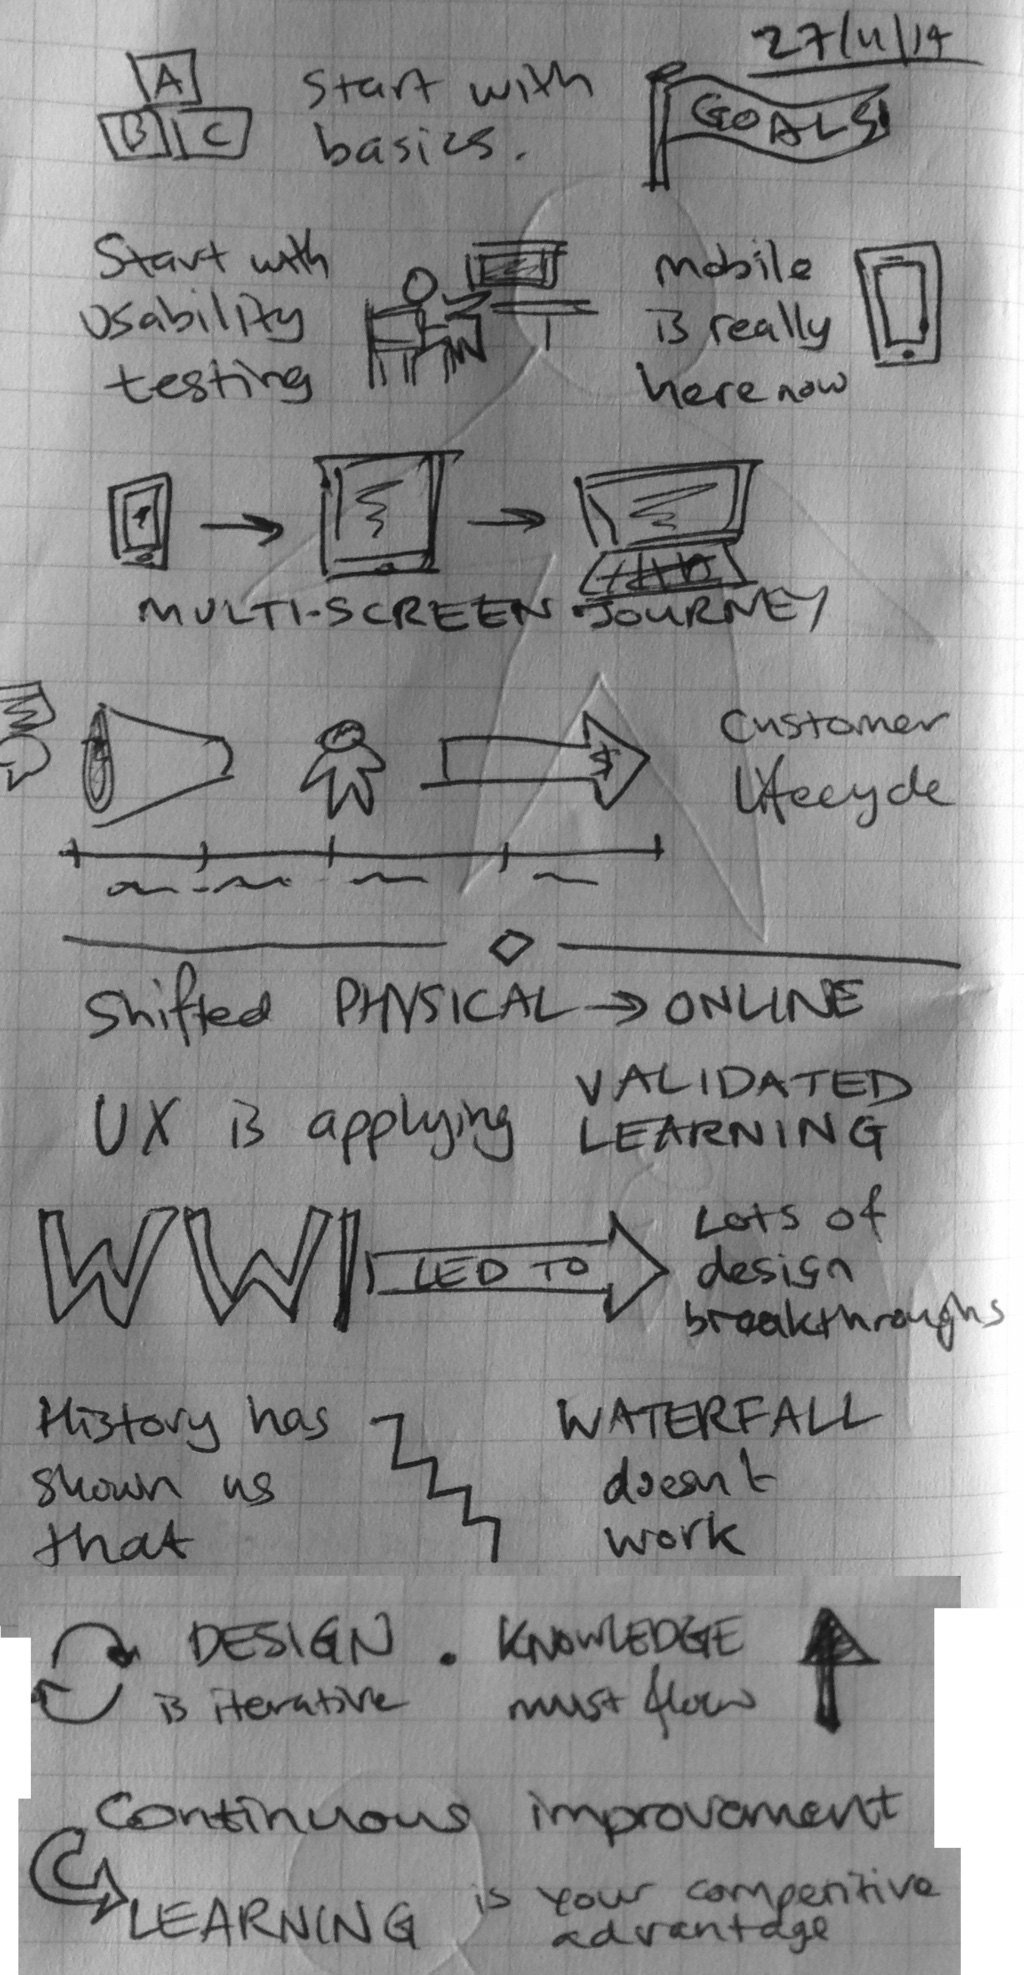 27/11/14
A
B C
Start with
basics.
GOALS
Start with
usability
testing
mobile
is really
here now
MULTI-SCREEN JOURNEY
$
Customer
Lifecycle
Shifted PHYSICAL → ONLINE
UX is applying VALIDATED
LEARNING
WWI LED TO
Lots of
design
breakthroughs
History has
shown us
that
WATERFALL
doesn't
work
DESIGN
is iterative
• KNOWLEDGE
must flow
Continuous improvement
LEARNING is your competitive
advantage